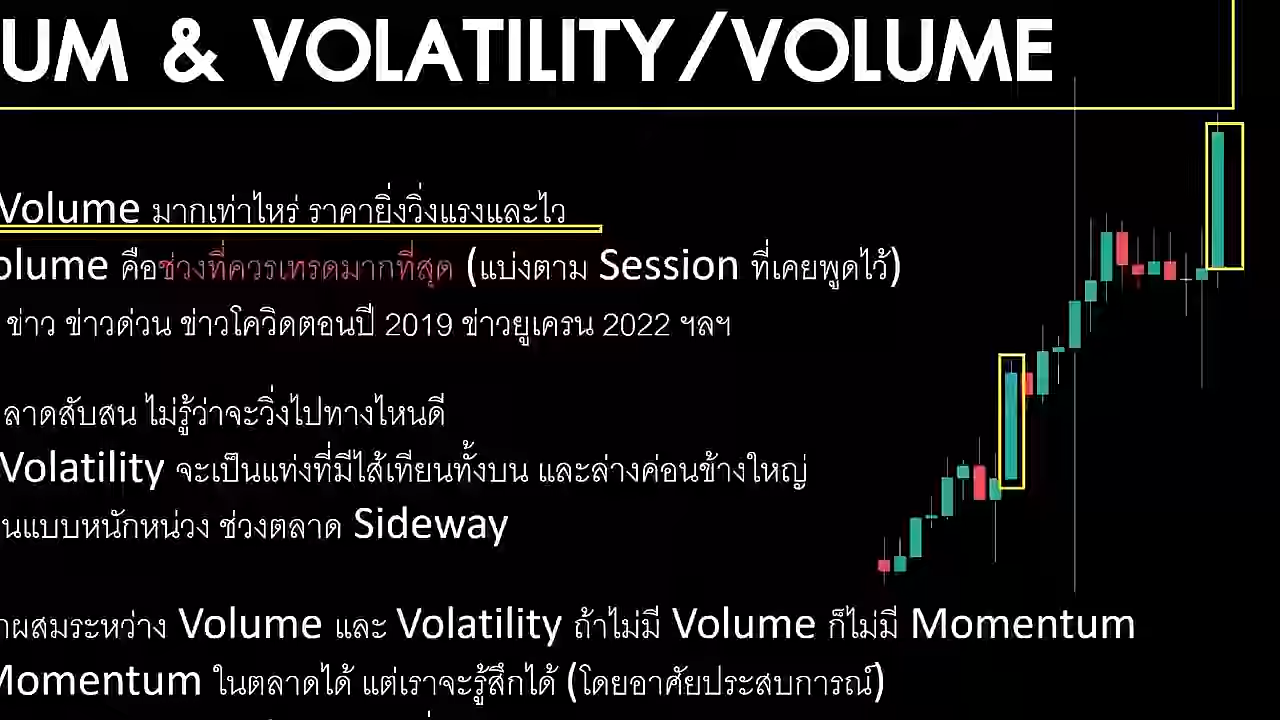 UM & VOLATILITY/VOLUME
Volume มากเท่าไหร่ ราคายิ่งวิ่งแรงและไว
olume คือช่วงที่ควรเทรดมากที่สุด (แบ่งตาม Session ที่เคยพูดไว้)
ข่าว ข่าวด่วน ข่าวโควิดตอนปี 2019 ข่าวยูเครน 2022 ฯลฯ
ลาดสับสน ไม่รู้ว่าจะวิ่งไปทางไหนดี
Volatility จะเป็นแท่งที่มีไส้เทียนทั้งบน และล่างค่อนข้างใหญ่
นแบบหนักหน่วง ช่วงตลาด Sideway
าผสมระหว่าง Volume และ Volatility ถ้าไม่มี Volume ก็ไม่มี Momentum
Momentum ในตลาดได้ แต่เราจะรู้สึกได้ (โดยอาศัยประสบการณ์)